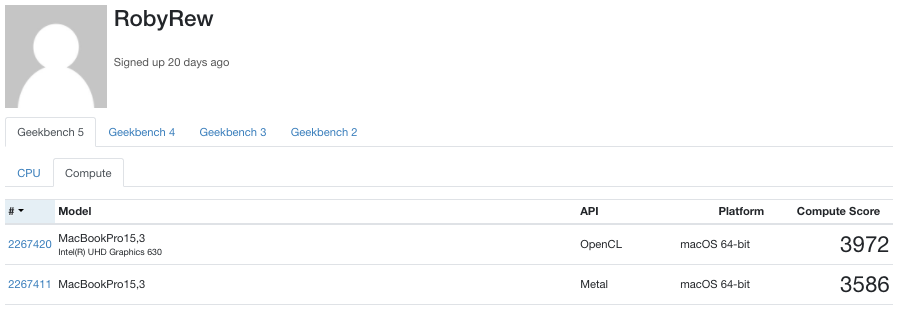 RobyRew
Signed up 20 days ago
Geekbench 5 Geekbench 4 Geekbench 3 Geekbench 2
CPU Compute
# Model API Platform Compute Score
2267420 MacBookPro15,3 OpenCL macOS 64-bit 3972
Intel(R) UHD Graphics 630
2267411 MacBookPro15,3 Metal macOS 64-bit 3586